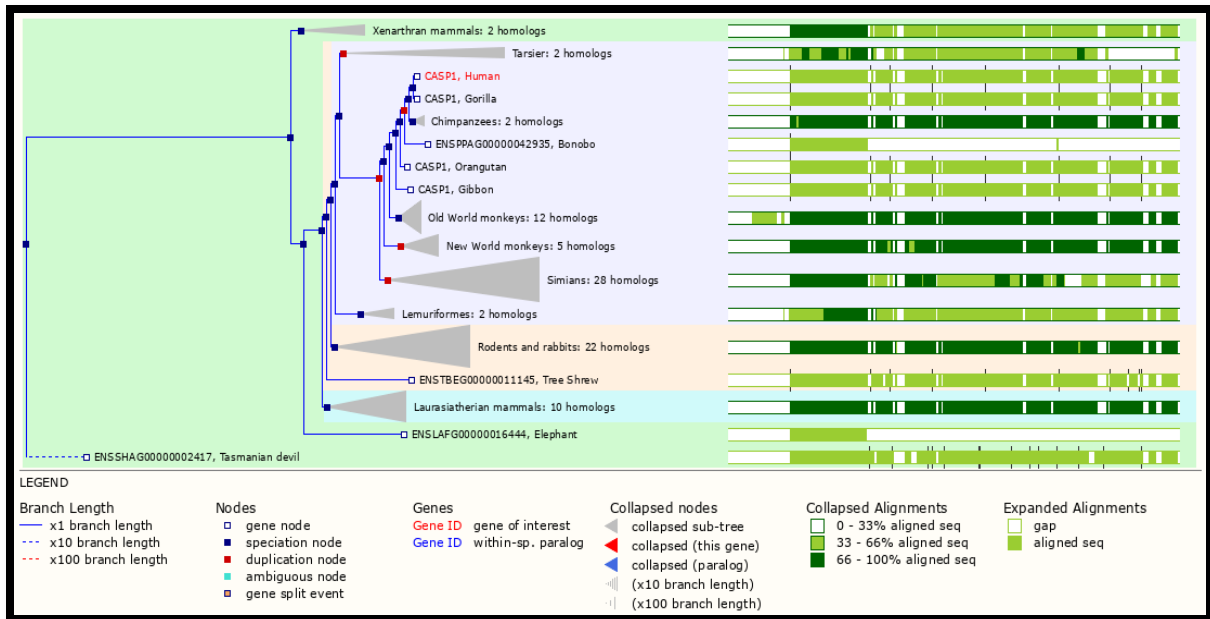 Xenarthran mammals: 2 homologs
Tarsier: 2 homologs
CASP1, Human
CASP1, Gorilla
Chimpanzees: 2 homologs
ENSPPAG00000042935, Bonobo
CASP1, Orangutan
CASP1, Gibbon
Old World monkeys: 12 homologs
New World monkeys: 5 homologs
Simians: 28 homologs
Lemuriformes: 2 homologs
Rodents and rabbits: 22 homologs
ENSTBEG00000011145, Tree Shrew
Laurasiatherian mammals: 10 homologs
ENSLAFG00000016444, Elephant
ENSSHAG00000002417, Tasmanian devil
LEGEND
Branch Length
x1 branch length
x10 branch length
x100 branch length
Nodes
gene node
speciation node
duplication node
ambiguous node
gene split event
Genes
Gene ID gene of interest
Gene ID within-sp. paralog
Collapsed nodes
collapsed sub-tree
collapsed (this gene)
collapsed (paralog)
(x10 branch length)
(x100 branch length)
Collapsed Alignments
0 - 33% aligned seq
33 - 66% aligned seq
66 - 100% aligned seq
Expanded Alignments
gap
aligned seq